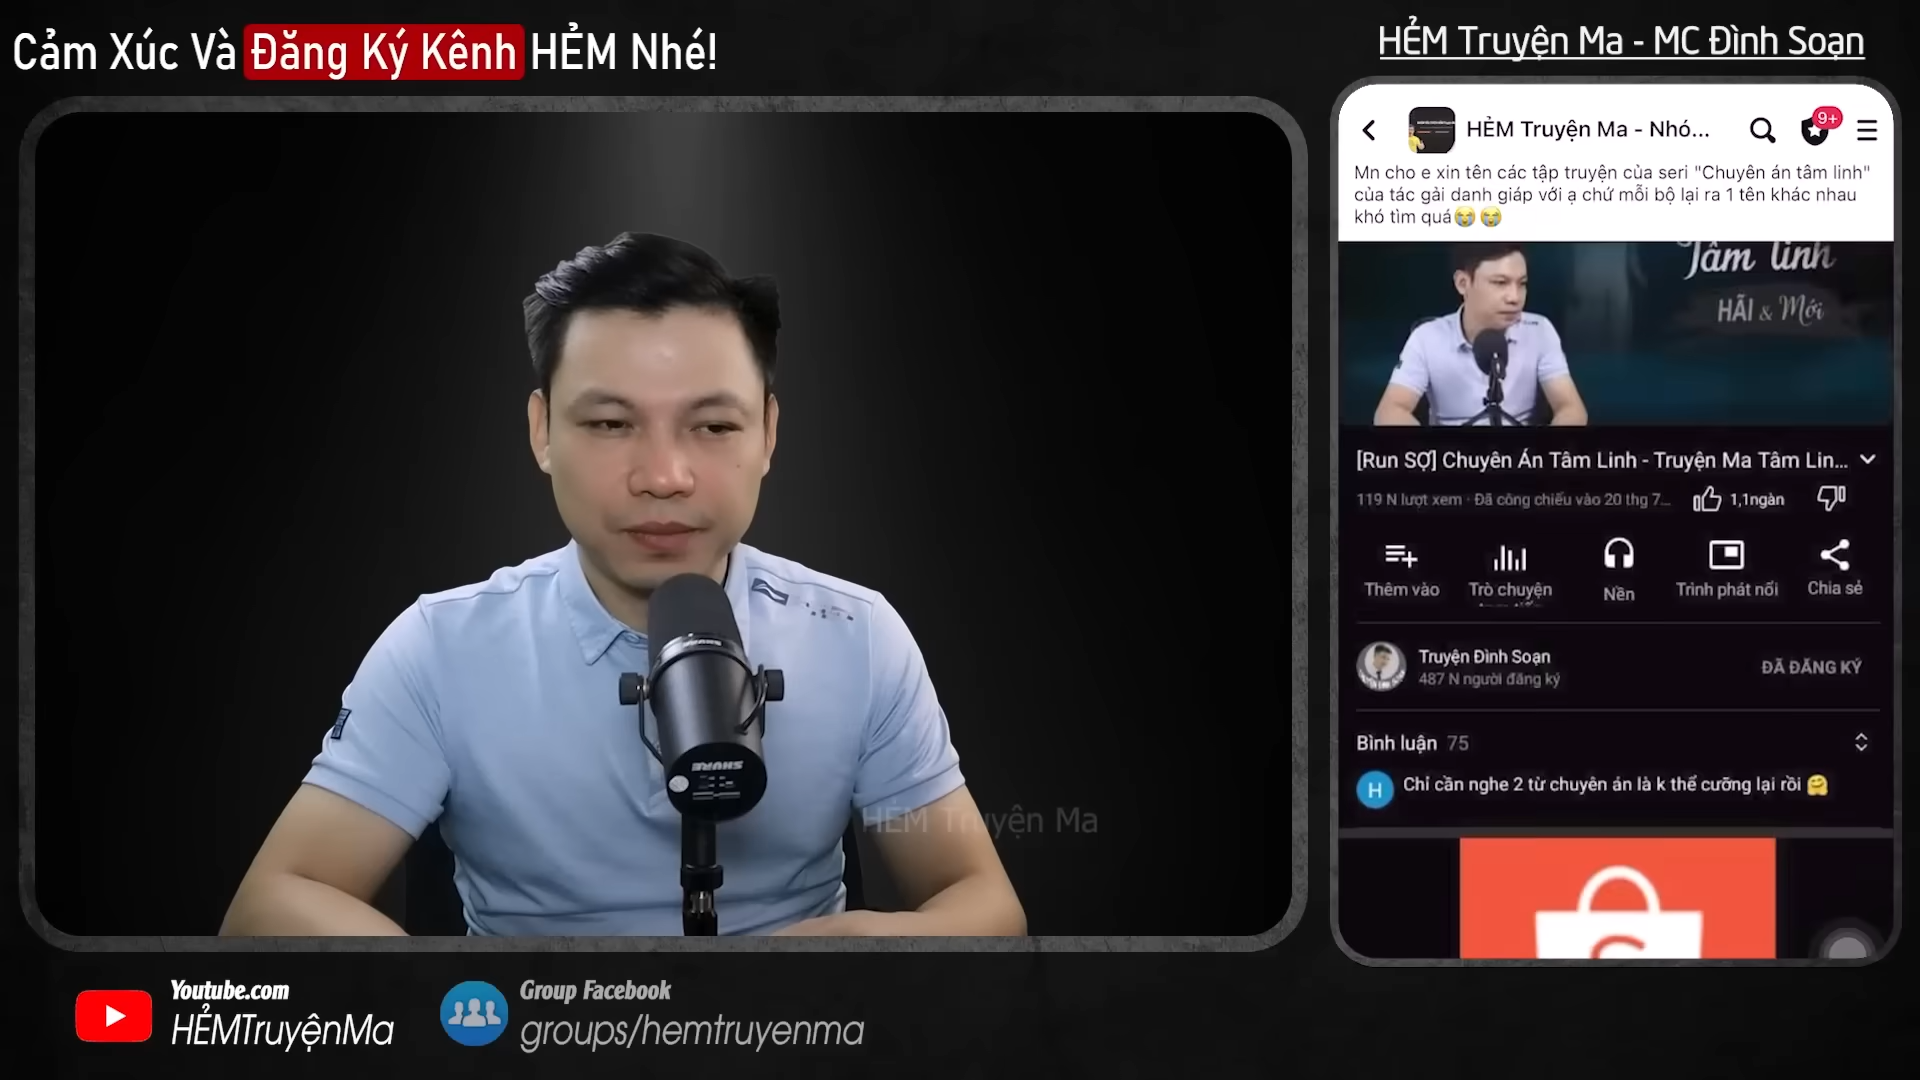 Cảm Xúc Và Đăng Ký Kênh HẺM Nhé!
HẺM Truyện Ma - MC Đình Soạn
HẺM Truyện Ma - Nhó...
9+
Mn cho e xin tên các tập truyện của seri "Chuyên án tâm linh"
của tác gải danh giáp với ạ chứ mỗi bộ lại ra 1 tên khác nhau
khó tìm quá😭😭
Tâm linh
HÃI & Mới
[Run SỢ] Chuyên Án Tâm Linh - Truyện Ma Tâm Lin...
119 N lượt xem · Đã công chiếu vào 20 thg 7...
1,1ngàn
Thêm vào
Trò chuyện
Nền
Trình phát nổi
Chia sẻ
Truyện Đình Soạn
487 N người đăng ký
ĐÃ ĐĂNG KÝ
Bình luận 75
H
Chỉ cần nghe 2 từ chuyên án là k thể cưỡng lại rồi 🤗
SHURE
HẺM Truyện Ma
Youtube.com
HẺMTruyệnMa
Group Facebook
groups/hemtruyenma